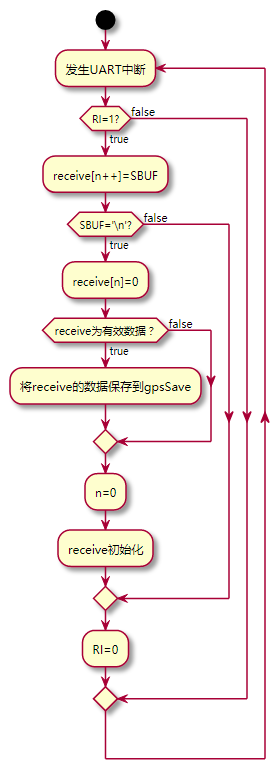 发生UART中断
RI=1?
false
true
receive[n++]=SBUF
SBUF='\n'?
false
true
receive[n]=0
receive为有效数据？
false
true
将receive的数据保存到gpsSave
n=0
receive初始化
RI=0